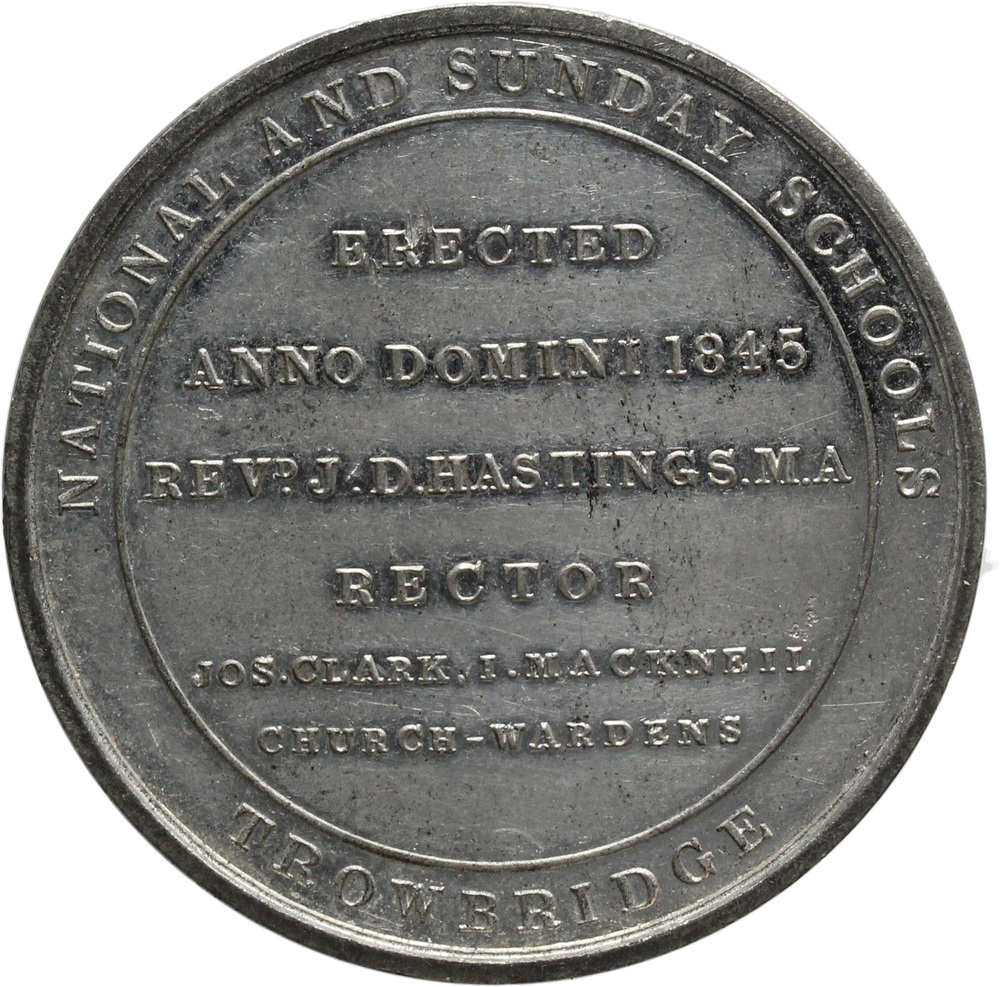 NATIONAL AND SUNDAY SCHOOLS
ERECTED
ANNO DOMINI 1845
REVD. J. D. HASTINGS. M.A
RECTOR
JOS. CLARK, I. MACKNEIL
CHURCH-WARDENS
TROWBRIDGE